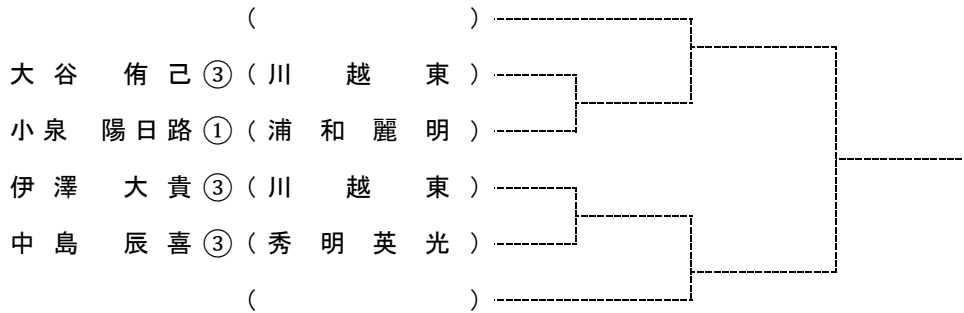 ( )
大谷 侑己③(川越東)
小泉 陽日路①(浦和麗明)
伊澤 大貴③(川越東)
中島 辰喜③(秀明英光)
( )